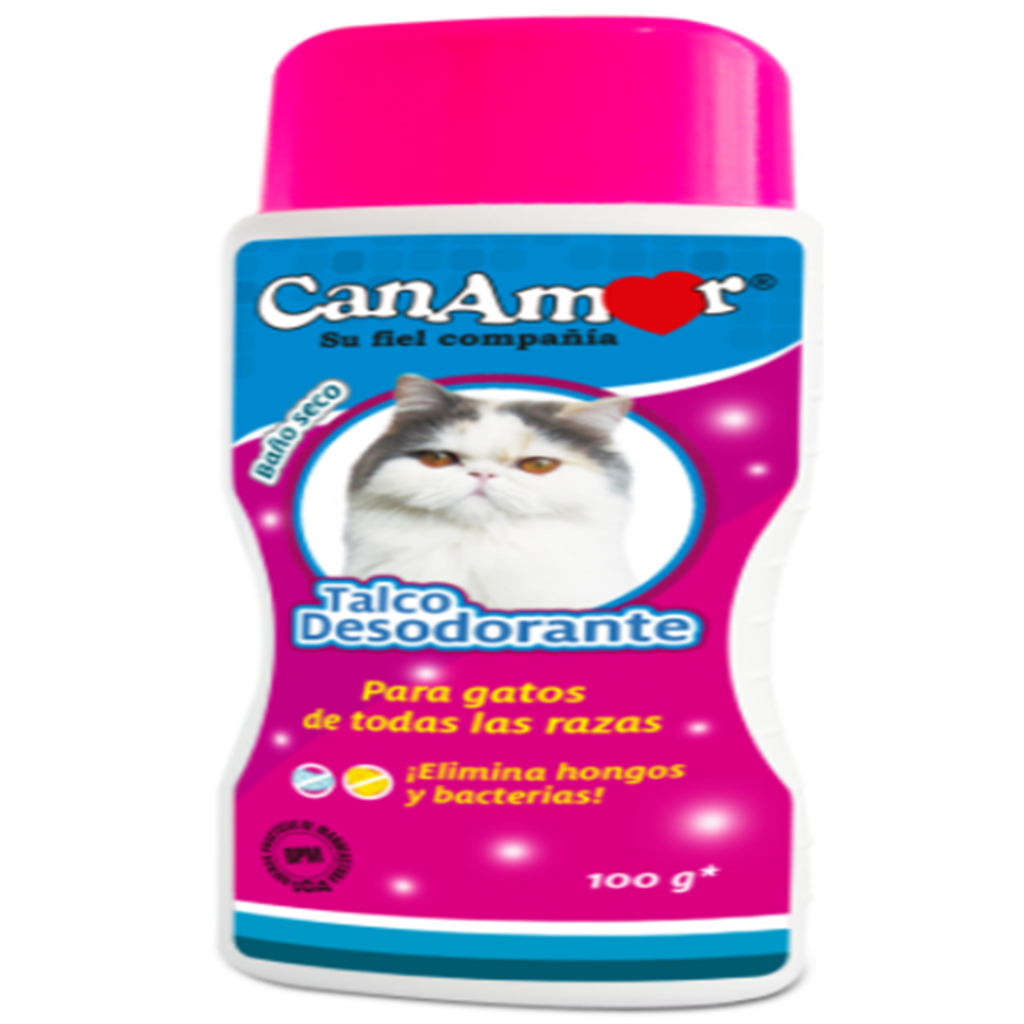 CanAmor®
Su fiel compañía
Baño seco
Talco
Desodorante
Para gatos
de todas las razas
¡Elimina hongos
y bacterias!
100 g*